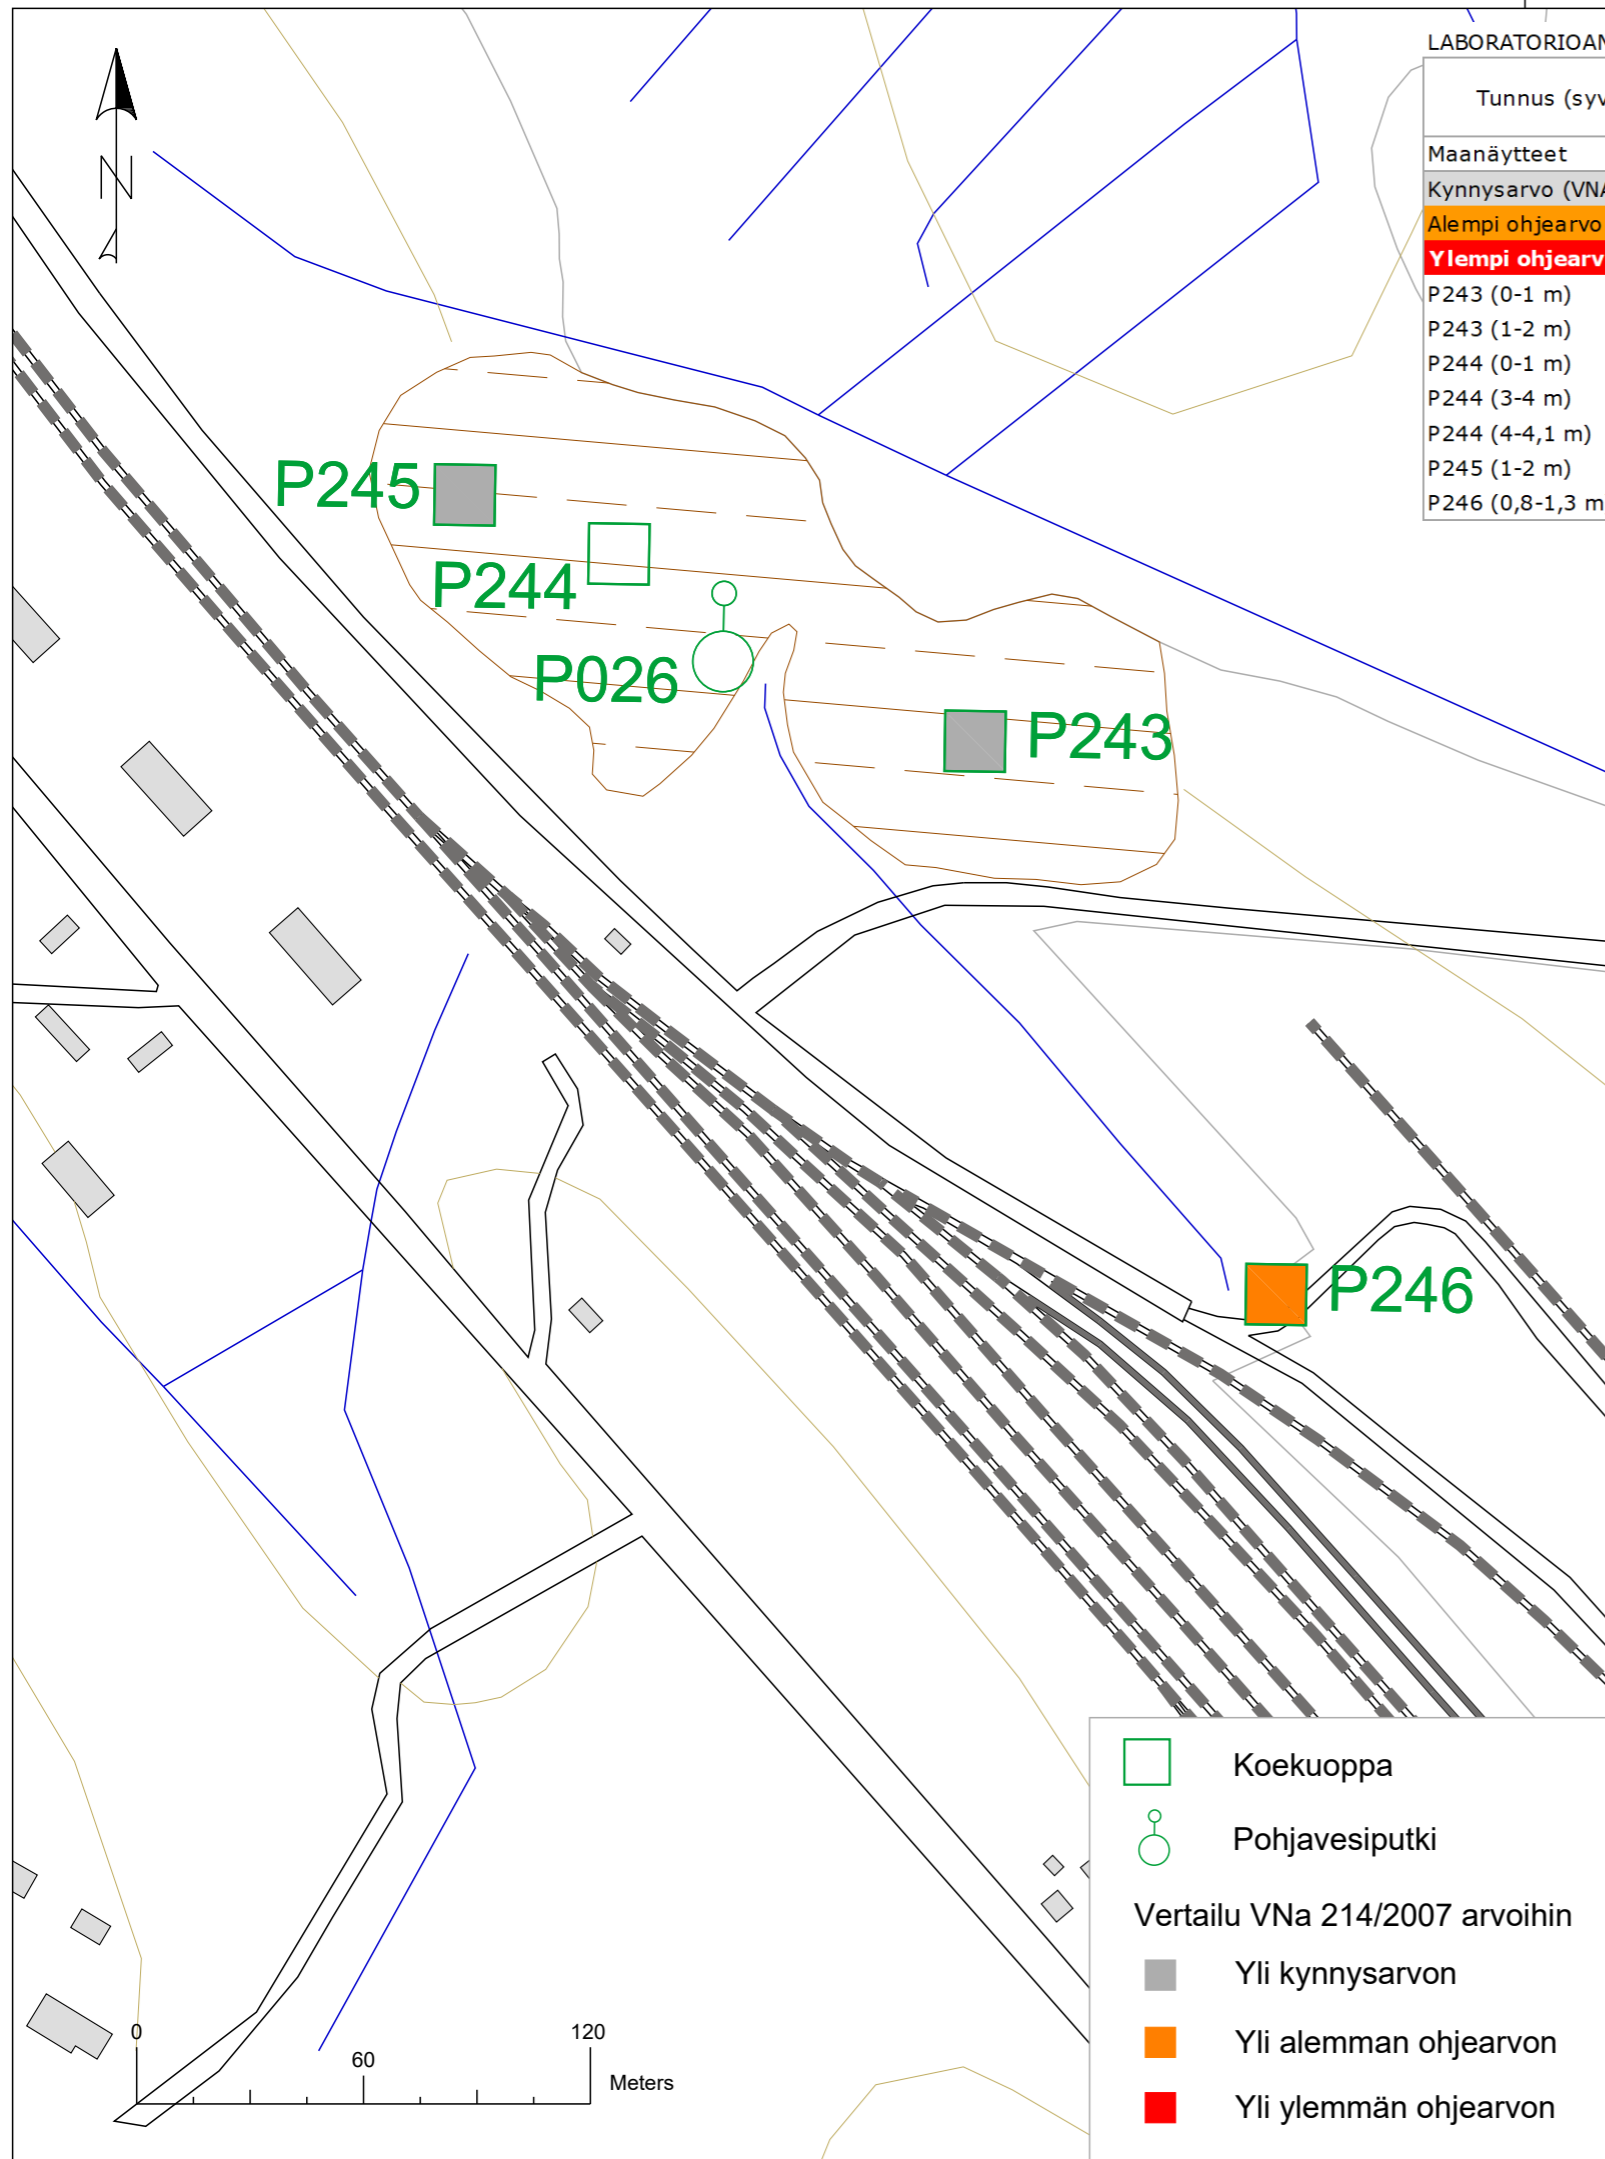 N
LABORATORIOAN
Tunnus (syv
Maanäytteet
Kynnysarvo (VNA
Alempi ohjearvo
Ylempi ohjearv
P243 (0-1 m)
P243 (1-2 m)
P244 (0-1 m)
P244 (3-4 m)
P244 (4-4,1 m)
P245 (1-2 m)
P246 (0,8-1,3 m
P245
P244
P026
P243
P246
Koekuoppa
Pohjavesiputki
Vertailu VNa 214/2007 arvoihin
Yli kynnysarvon
Yli alemman ohjearvon
Yli ylemmän ohjearvon
0
60
120
Meters